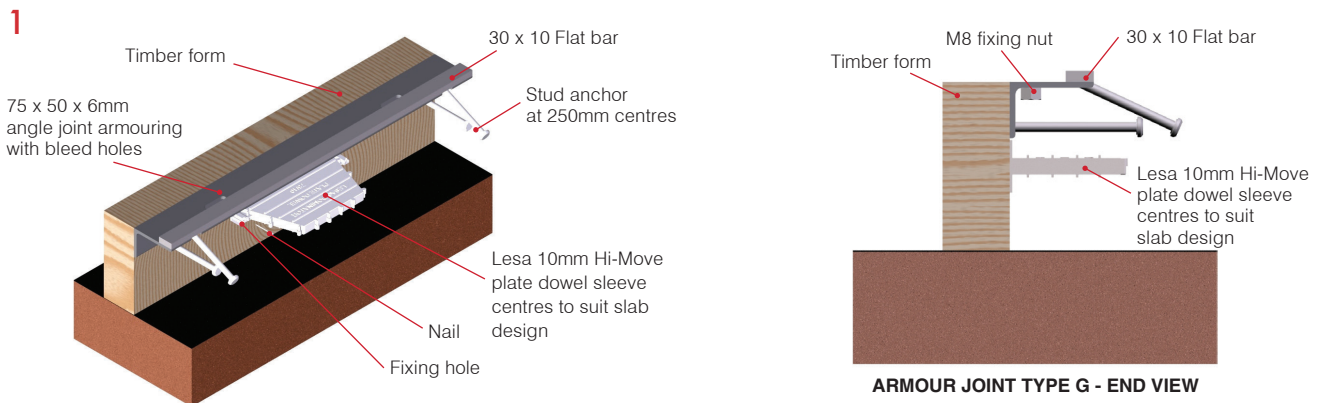 1
Timber form
30 x 10 Flat bar
75 x 50 x 6mm
angle joint armouring
with bleed holes
Stud anchor
at 250mm centres
Lesa 10mm Hi-Move
plate dowel sleeve
centres to suit slab
design
Nail
Fixing hole
M8 fixing nut
30 x 10 Flat bar
Timber form
Lesa 10mm Hi-Move
plate dowel sleeve
centres to suit
slab design
ARMOUR JOINT TYPE G - END VIEW